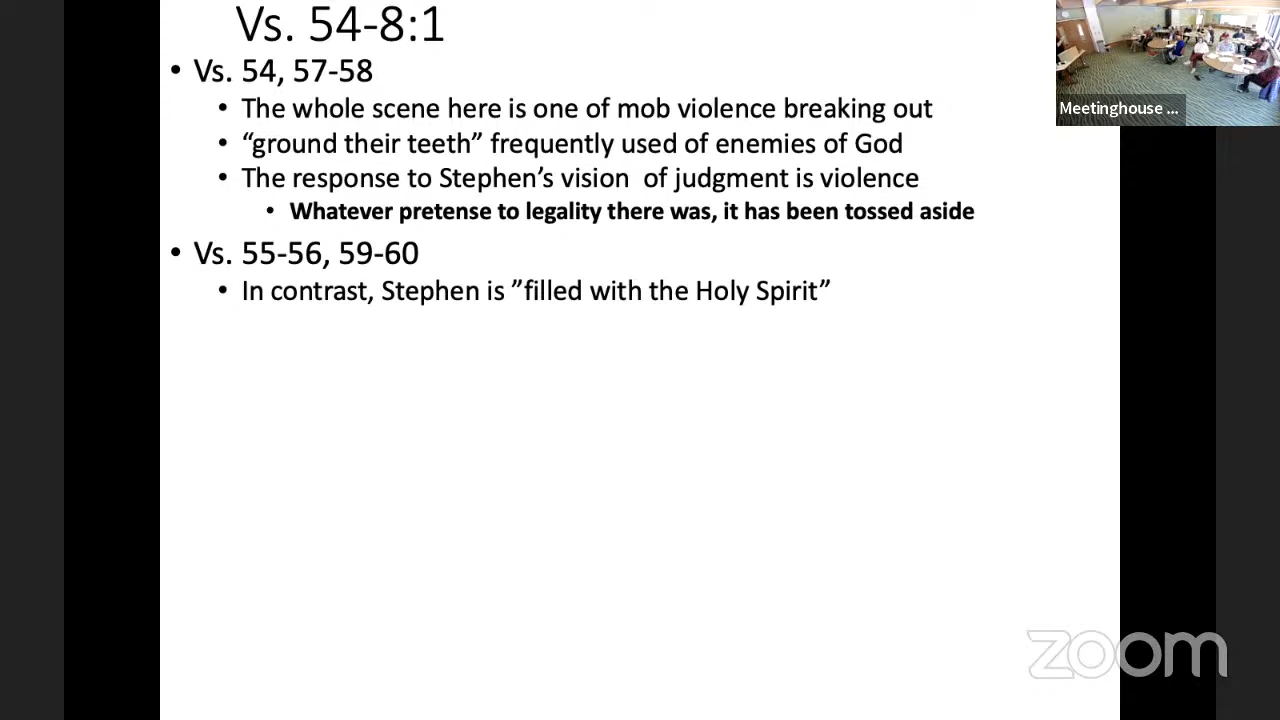 Vs. 54-8:1
• Vs. 54, 57-58
• The whole scene here is one of mob violence breaking out
• “ground their teeth” frequently used of enemies of God
• The response to Stephen’s vision  of judgment is violence
• Whatever pretense to legality there was, it has been tossed aside
• Vs. 55-56, 59-60
• In contrast, Stephen is ”filled with the Holy Spirit”
Meetinghouse ...
zoom